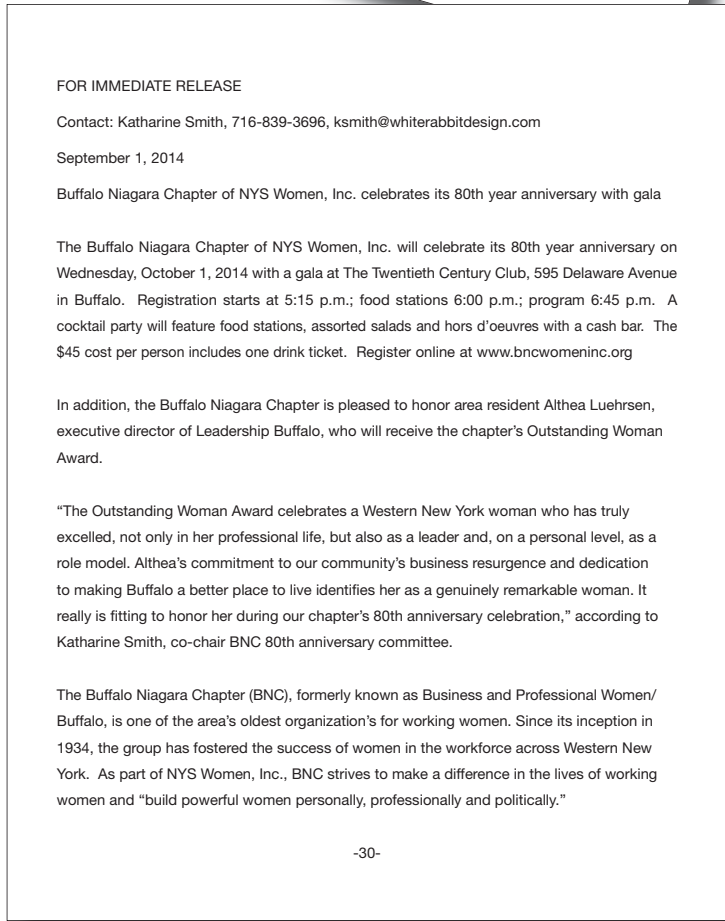 FOR IMMEDIATE RELEASE
Contact: Katharine Smith, 716-839-3696, ksmith@whiterabbitdesign.com
September 1, 2014
Buffalo Niagara Chapter of NYS Women, Inc. celebrates its 80th year anniversary with gala
The Buffalo Niagara Chapter of NYS Women, Inc. will celebrate its 80th year anniversary on
Wednesday, October 1, 2014 with a gala at The Twentieth Century Club, 595 Delaware Avenue
in Buffalo.  Registration starts at 5:15 p.m.; food stations 6:00 p.m.; program 6:45 p.m.  A
cocktail party will feature food stations, assorted salads and hors d’oeuvres with a cash bar.  The
$45 cost per person includes one drink ticket.  Register online at www.bncwomeninc.org
In addition, the Buffalo Niagara Chapter is pleased to honor area resident Althea Luehrsen,
executive director of Leadership Buffalo, who will receive the chapter’s Outstanding Woman
Award.
“The Outstanding Woman Award celebrates a Western New York woman who has truly
excelled, not only in her professional life, but also as a leader and, on a personal level, as a
role model. Althea’s commitment to our community’s business resurgence and dedication
to making Buffalo a better place to live identifies her as a genuinely remarkable woman. It
really is fitting to honor her during our chapter’s 80th anniversary celebration,” according to
Katharine Smith, co-chair BNC 80th anniversary committee.
The Buffalo Niagara Chapter (BNC), formerly known as Business and Professional Women/
Buffalo, is one of the area’s oldest organization’s for working women. Since its inception in
1934, the group has fostered the success of women in the workforce across Western New
York.  As part of NYS Women, Inc., BNC strives to make a difference in the lives of working
women and “build powerful women personally, professionally and politically.”
-30-